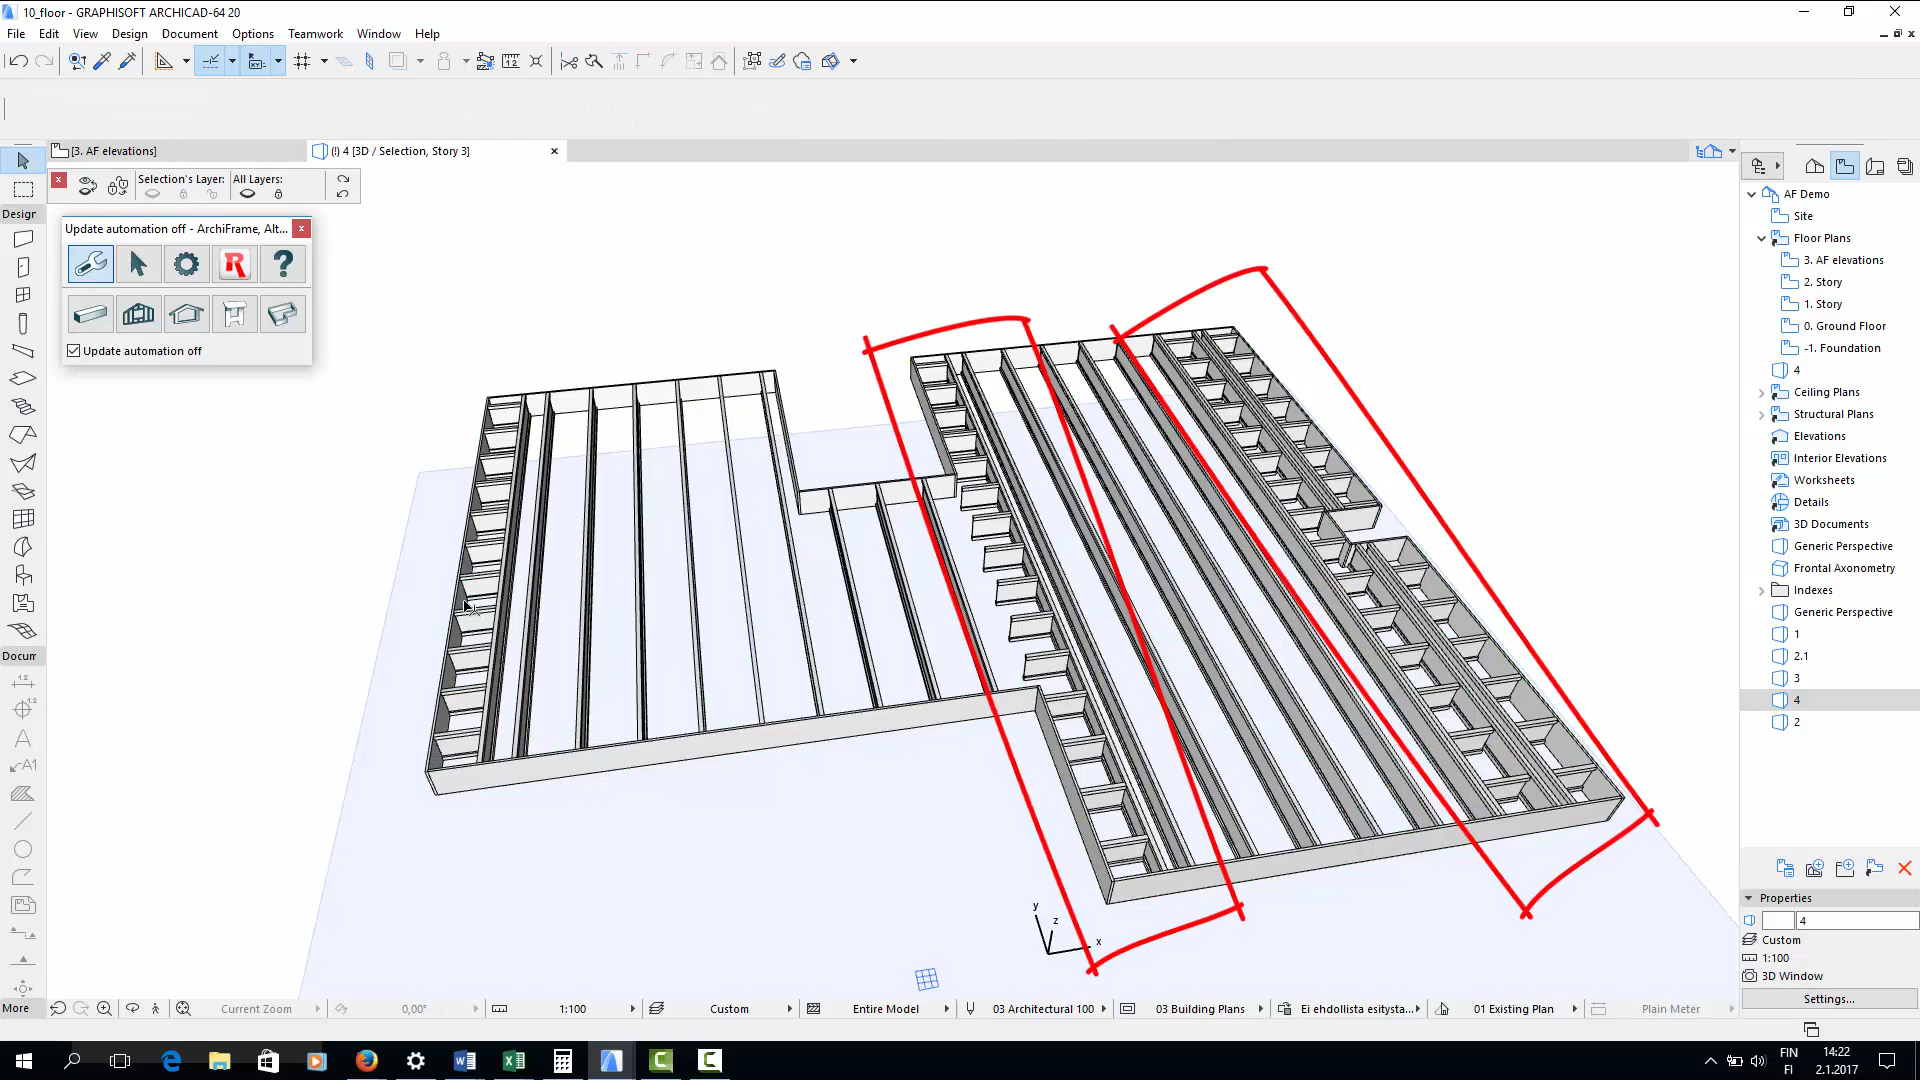 10_floor - GRAPHISOFT ARCHICAD-64 20
File Edit View Design Document Options Teamwork Window Help
[3. AF elevations]
(!) 4 [3D / Selection, Story 3]
Selection's Layer: All Layers:
Design
Update automation off - ArchiFrame, Alt...
Update automation off
Docum
More
AF Demo
Site
Floor Plans
3. AF elevations
2. Story
1. Story
0. Ground Floor
-1. Foundation
4
Ceiling Plans
Structural Plans
Elevations
Interior Elevations
Worksheets
Details
3D Documents
Generic Perspective
Frontal Axonometry
Indexes
Generic Perspective
1
2.1
3
4
2
Properties
4
Custom
1:100
3D Window
Settings...
y
z
x
Current Zoom 0,00° 1:100 Custom Entire Model 03 Architectural 100 03 Building Plans Ei ehdollista esitysta... 01 Existing Plan Plain Meter
FIN
FI
14:22
2.1.2017